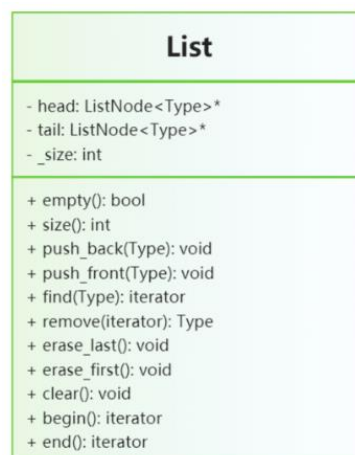 List
- head: ListNode<Type>*
- tail: ListNode<Type>*
- _size: int
+ empty(): bool
+ size(): int
+ push_back(Type): void
+ push_front(Type): void
+ find(Type): iterator
+ remove(iterator): Type
+ erase_last(): void
+ erase_first(): void
+ clear(): void
+ begin(): iterator
+ end(): iterator